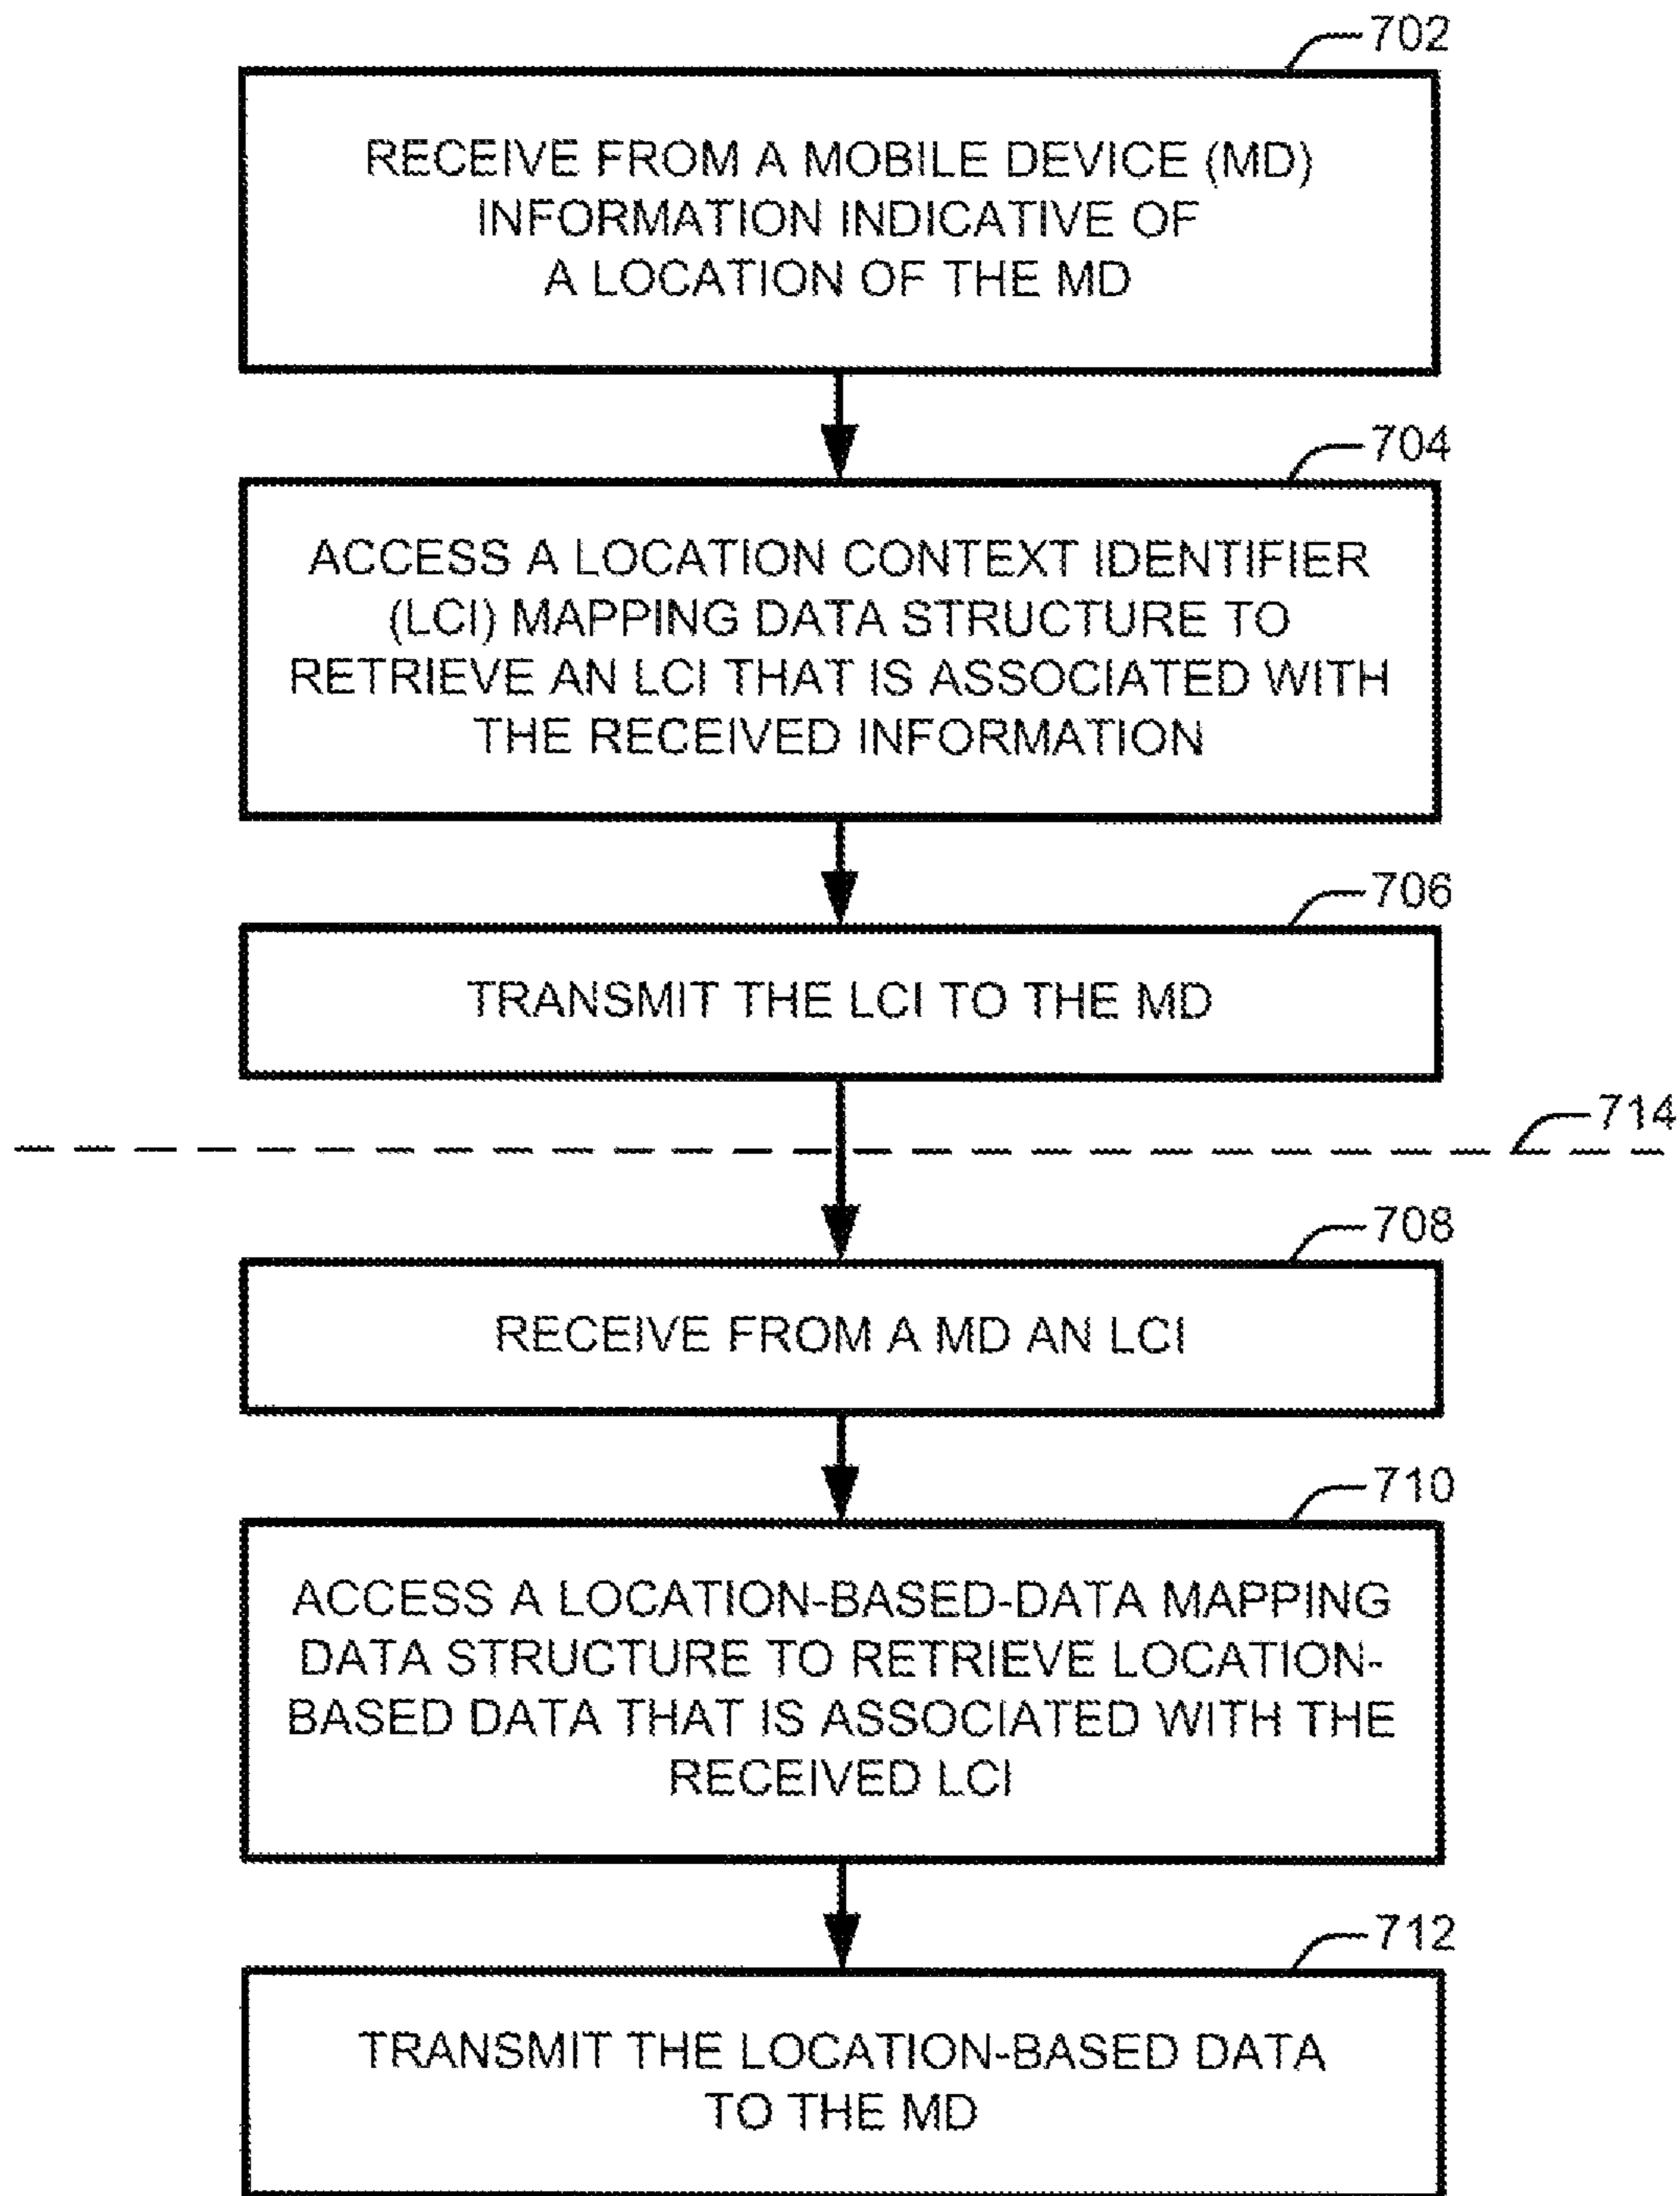 702
RECEIVE FROM A MOBILE DEVICE (MD)
INFORMATION INDICATIVE OF
A LOCATION OF THE MD
704
ACCESS A LOCATION CONTEXT IDENTIFIER
(LCI) MAPPING DATA STRUCTURE TO
RETRIEVE AN LCI THAT IS ASSOCIATED WITH
THE RECEIVED INFORMATION
706
TRANSMIT THE LCI TO THE MD
714
708
RECEIVE FROM A MD AN LCI
710
ACCESS A LOCATION-BASED-DATA MAPPING
DATA STRUCTURE TO RETRIEVE LOCATION-
BASED DATA THAT IS ASSOCIATED WITH THE
RECEIVED LCI
712
TRANSMIT THE LOCATION-BASED DATA
TO THE MD